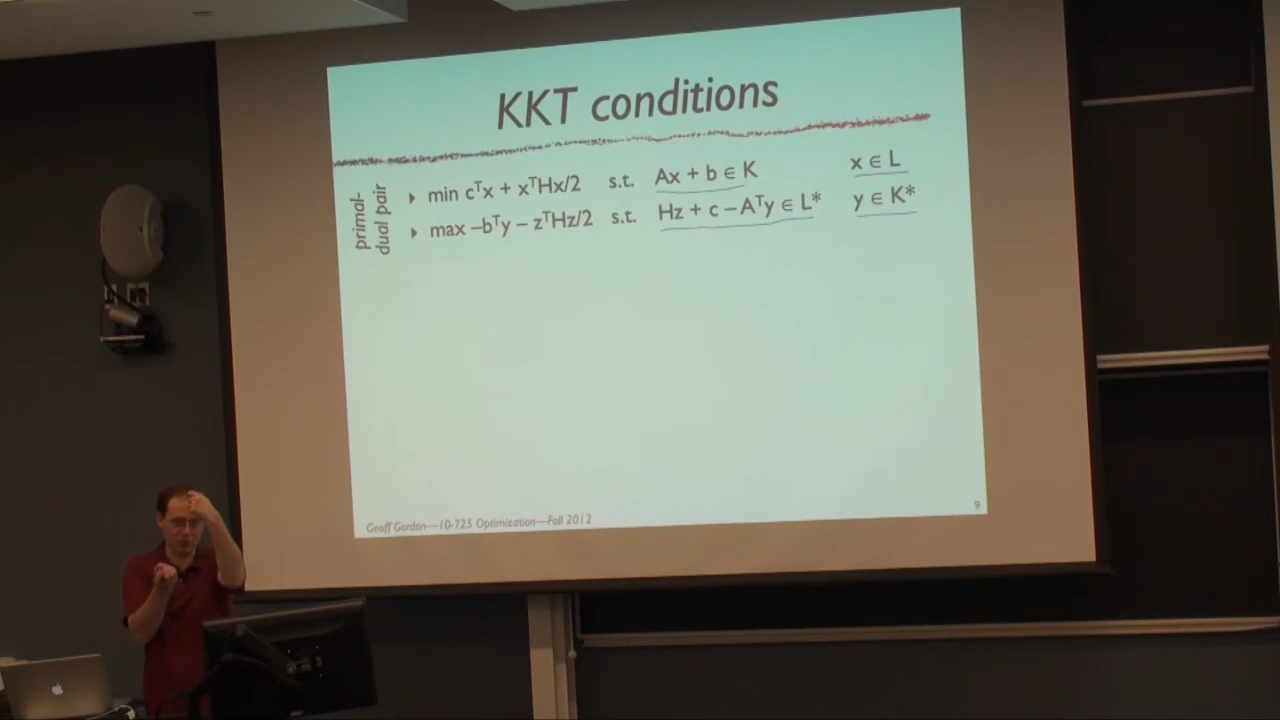 KKT conditions
primal-
dual pair
‣ min cᵀx + xᵀHx/2 s.t. Ax + b ∈ K x ∈ L
‣ max –bᵀy – zᵀHz/2 s.t. Hz + c – Aᵀy ∈ L* y ∈ K*
Geoff Gordon—10-725 Optimization—Fall 2012
9